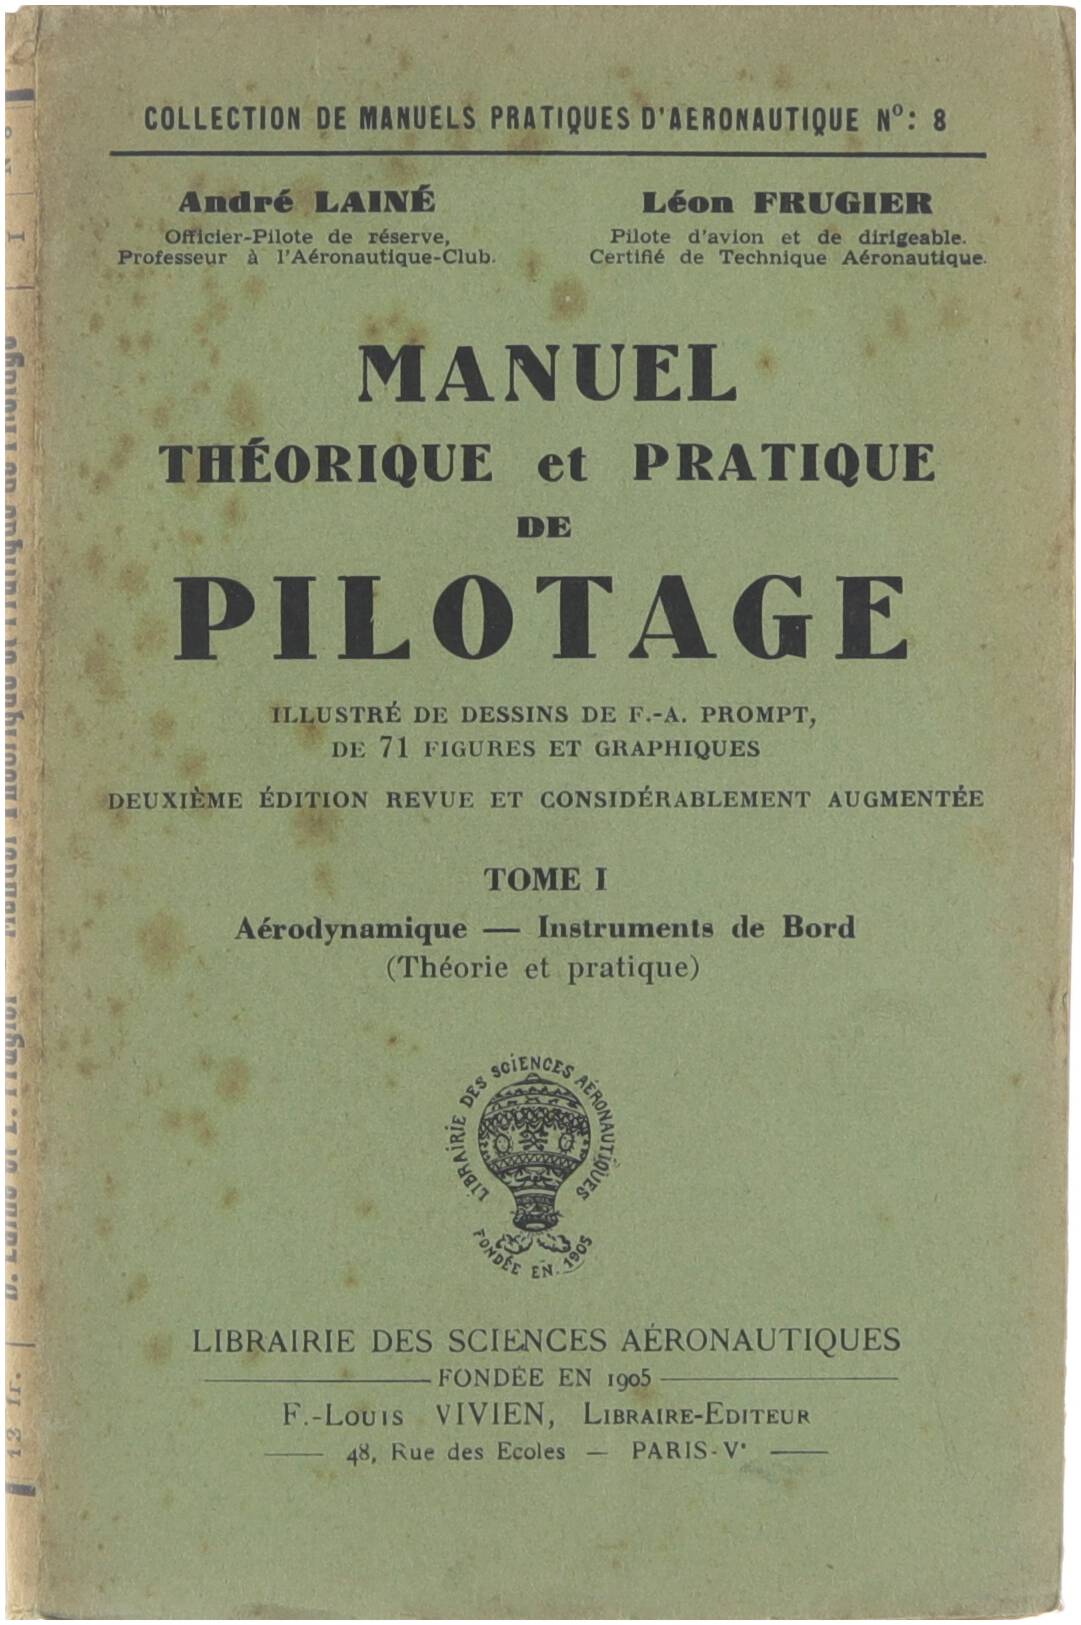 COLLECTION DE MANUELS PRATIQUES D'AERONAUTIQUE Nº: 8
André LAINÉ
Officier-Pilote de réserve,
Professeur à l'Aéronautique-Club.
Léon FRUGIER
Pilote d'avion et de dirigeable.
Certifié de Technique Aéronautique.
MANUEL
THÉORIQUE et PRATIQUE
DE
PILOTAGE
ILLUSTRÉ DE DESSINS DE F.-A. PROMPT,
DE 71 FIGURES ET GRAPHIQUES
DEUXIÈME ÉDITION REVUE ET CONSIDÉRABLEMENT AUGMENTÉE
TOME I
Aérodynamique — Instruments de Bord
(Théorie et pratique)
LIBRAIRIE DES SCIENCES AÉRONAUTIQUES
FONDÉE EN 1905
LIBRAIRIE DES SCIENCES AÉRONAUTIQUES
FONDÉE EN 1905
F.-LOUIS VIVIEN, LIBRAIRE-EDITEUR
48, Rue des Ecoles — PARIS-Ve